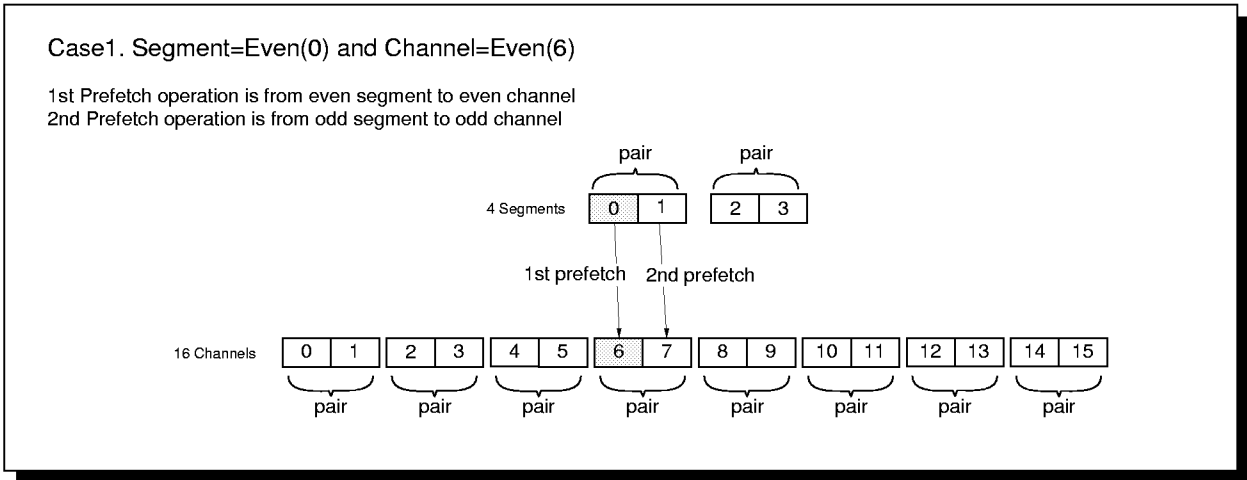 Case1. Segment=Even(0) and Channel=Even(6)
1st Prefetch operation is from even segment to even channel
2nd Prefetch operation is from odd segment to odd channel
pair pair
4 Segments 0 1 2 3
1st prefetch 2nd prefetch
16 Channels 0 1 2 3 4 5 6 7 8 9 10 11 12 13 14 15
pair pair pair pair pair pair pair pair